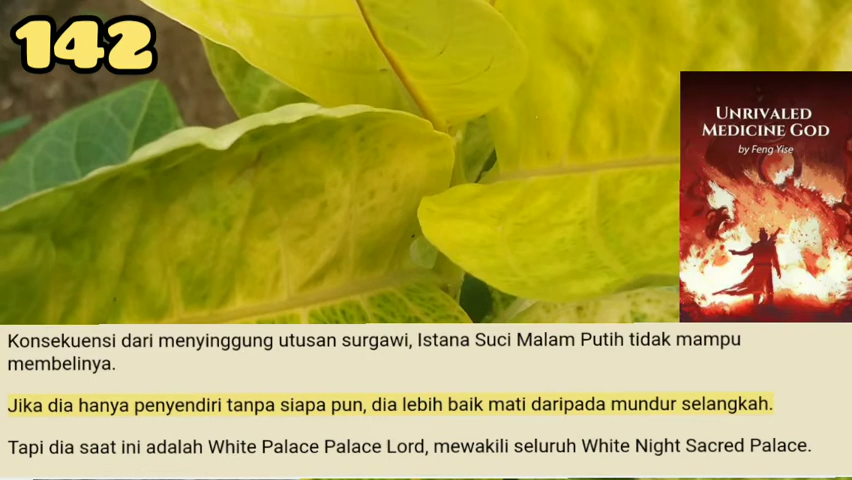 142
UNRIVALED
MEDICINE GOD
by Feng Yise
Konsekuensi dari menyinggung utusan surgawi, Istana Suci Malam Putih tidak mampu
membelinya.
Jika dia hanya penyendiri tanpa siapa pun, dia lebih baik mati daripada mundur selangkah.
Tapi dia saat ini adalah White Palace Palace Lord, mewakili seluruh White Night Sacred Palace.